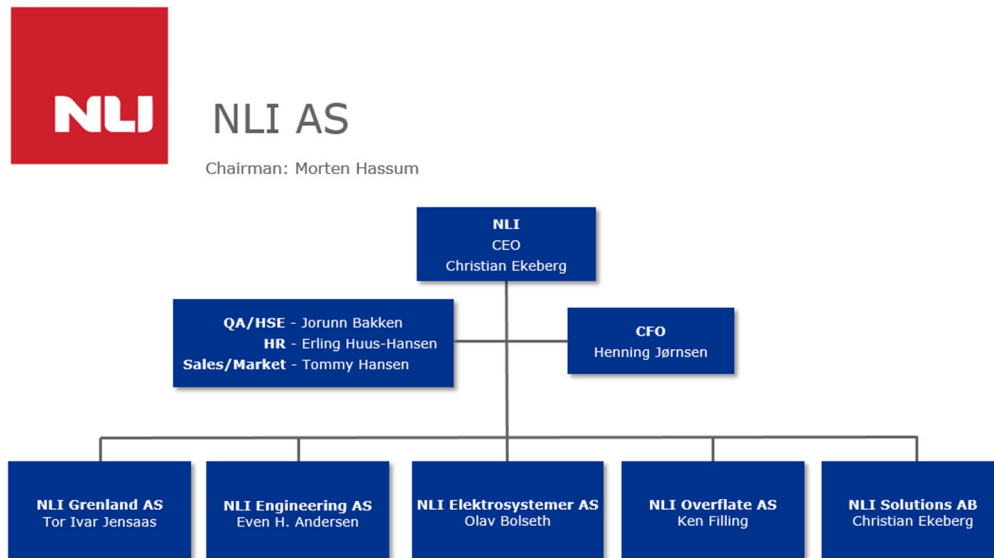 NLI
NLI AS
Chairman: Morten Hassum
NLI
CEO
Christian Ekeberg
QA/HSE - Jorunn Bakken
HR - Erling Huus-Hansen
Sales/Market - Tommy Hansen
CFO
Henning Jørnsen
NLI Grenland AS
Tor Ivar Jensaas
NLI Engineering AS
Even H. Andersen
NLI Elektrosystemer AS
Olav Bolseth
NLI Overflate AS
Ken Filling
NLI Solutions AB
Christian Ekeberg